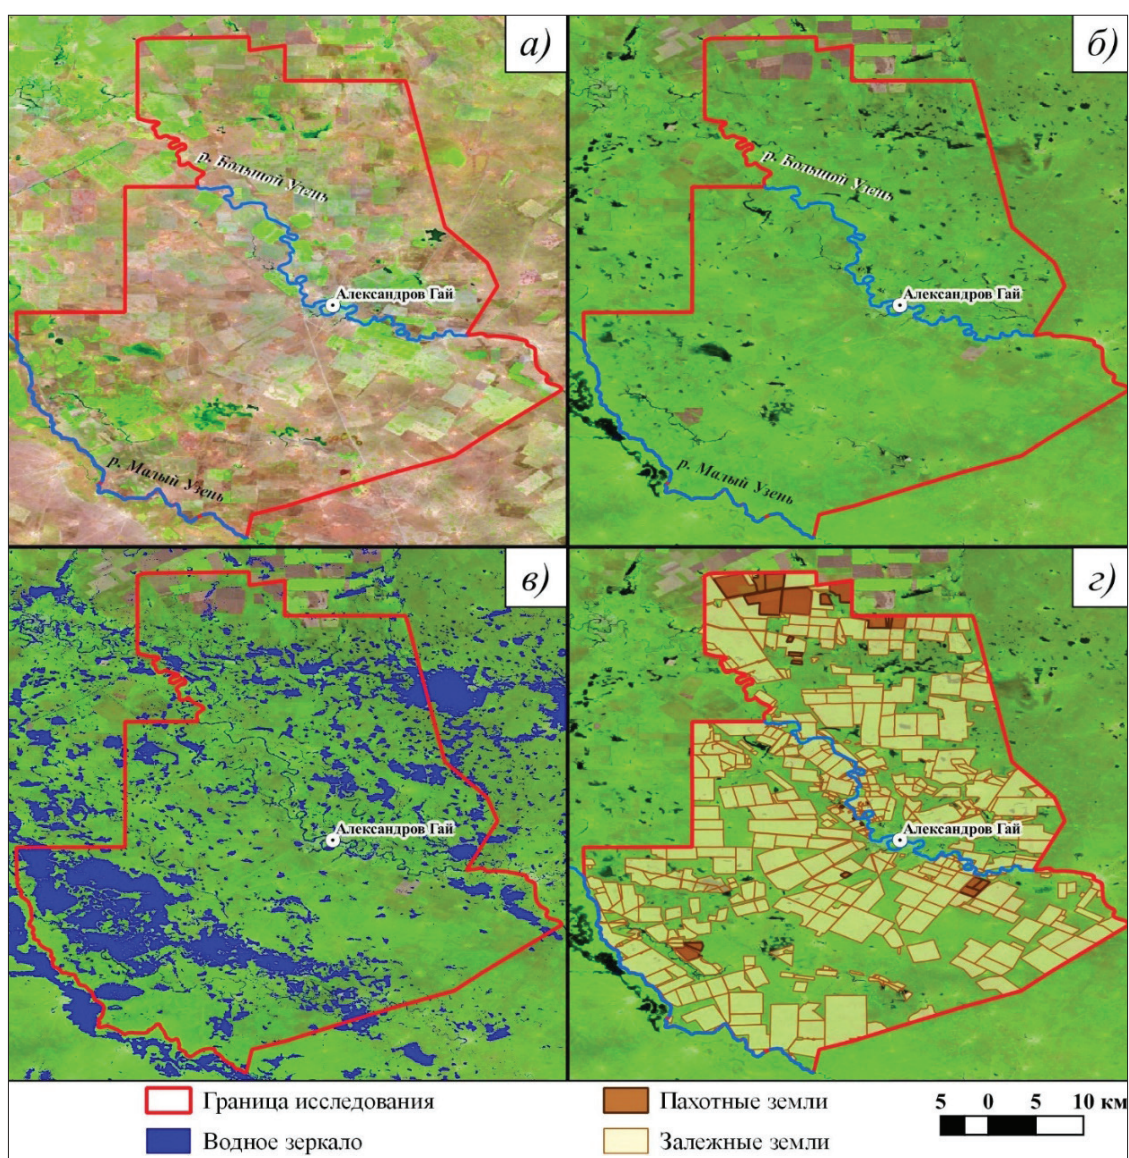 а)
р. Большой Узень
Александров Гай
р. Малый Узень
б)
р. Большой Узень
Александров Гай
р. Малый Узень
в)
Александров Гай
г)
Александров Гай
Граница исследования
Водное зеркало
Пахотные земли
Залежные земли
5 0 5 10 км